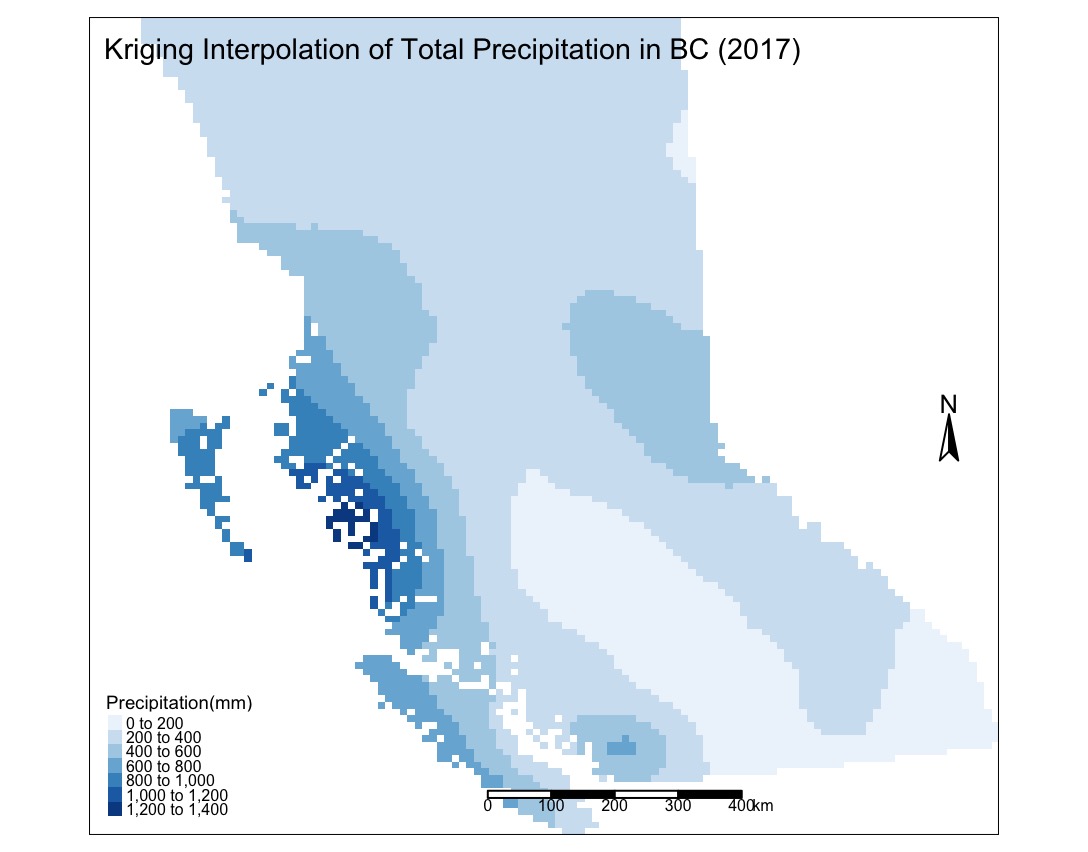 Kriging Interpolation of Total Precipitation in BC (2017)
N
Precipitation(mm)
0 to 200
200 to 400
400 to 600
600 to 800
800 to 1,000
1,000 to 1,200
1,200 to 1,400
0 100 200 300 400km